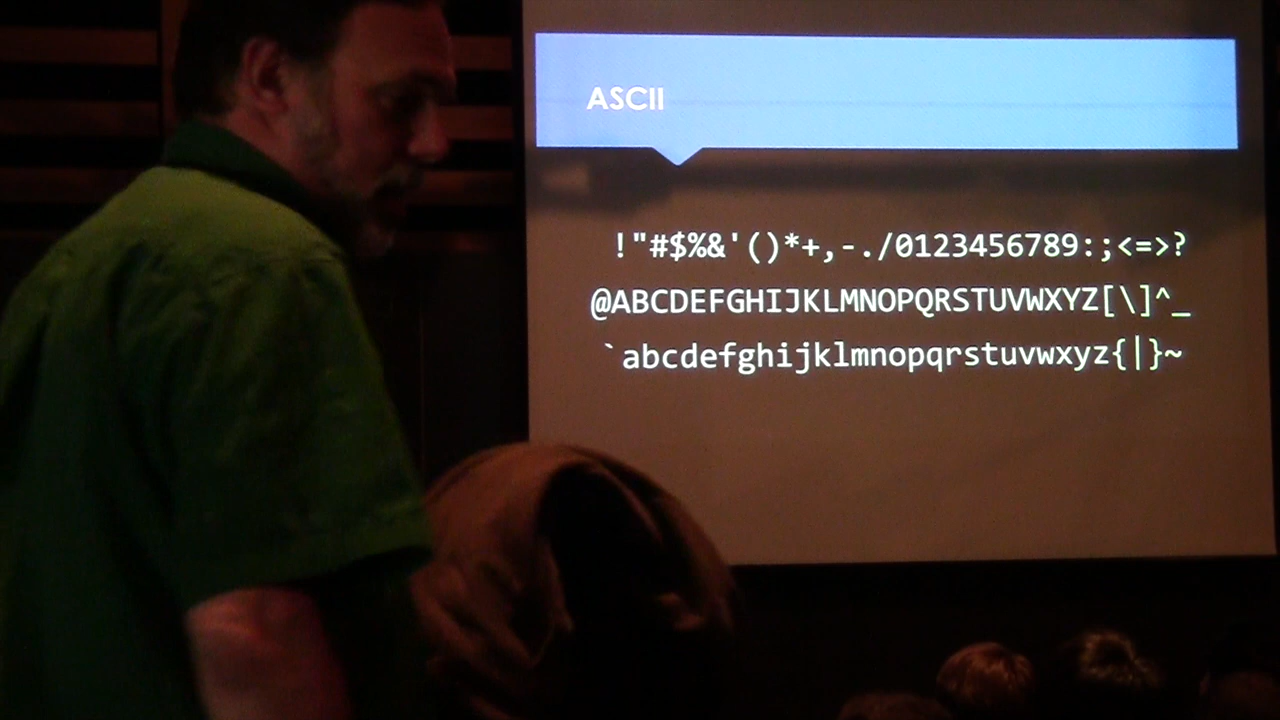 ASCII
!"#$%&'()*+,-./0123456789:;<=>?
@ABCDEFGHIJKLMNOPQRSTUVWXYZ[\]^_
`abcdefghijklmnopqrstuvwxyz{|}~